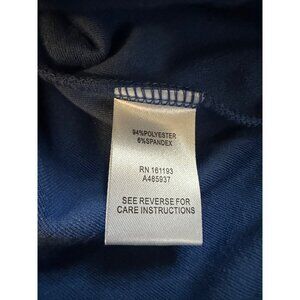 94%POLYESTER
6%SPANDEX
RN 161193
A465937
SEE REVERSE FOR
CARE INSTRUCTIONS